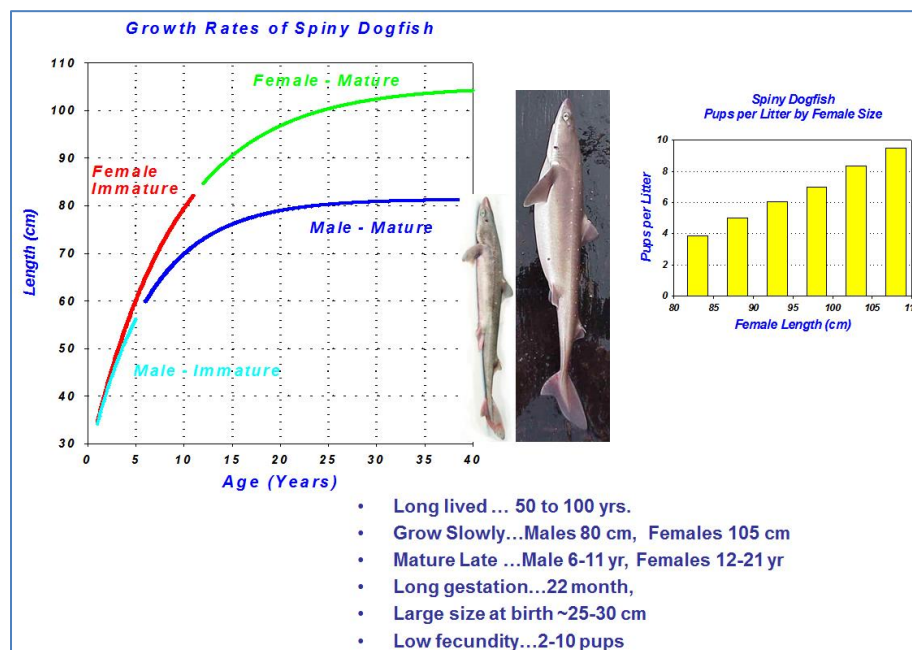 Growth Rates of Spiny Dogfish
110
100
90
80
70
60
50
40
30
Length (cm)
Female - Mature
Female
Immature
Male - Mature
Male - Immature
0 5 10 15 20 25 30 35 40
Age (Years)
Spiny Dogfish
Pups per Litter by Female Size
10
8
6
4
2
0
Pups per Litter
80 85 90 95 100 105 110
Female Length (cm)
• Long lived ... 50 to 100 yrs.
• Grow Slowly...Males 80 cm, Females 105 cm
• Mature Late ...Male 6-11 yr, Females 12-21 yr
• Long gestation...22 month,
• Large size at birth ~25-30 cm
• Low fecundity...2-10 pups